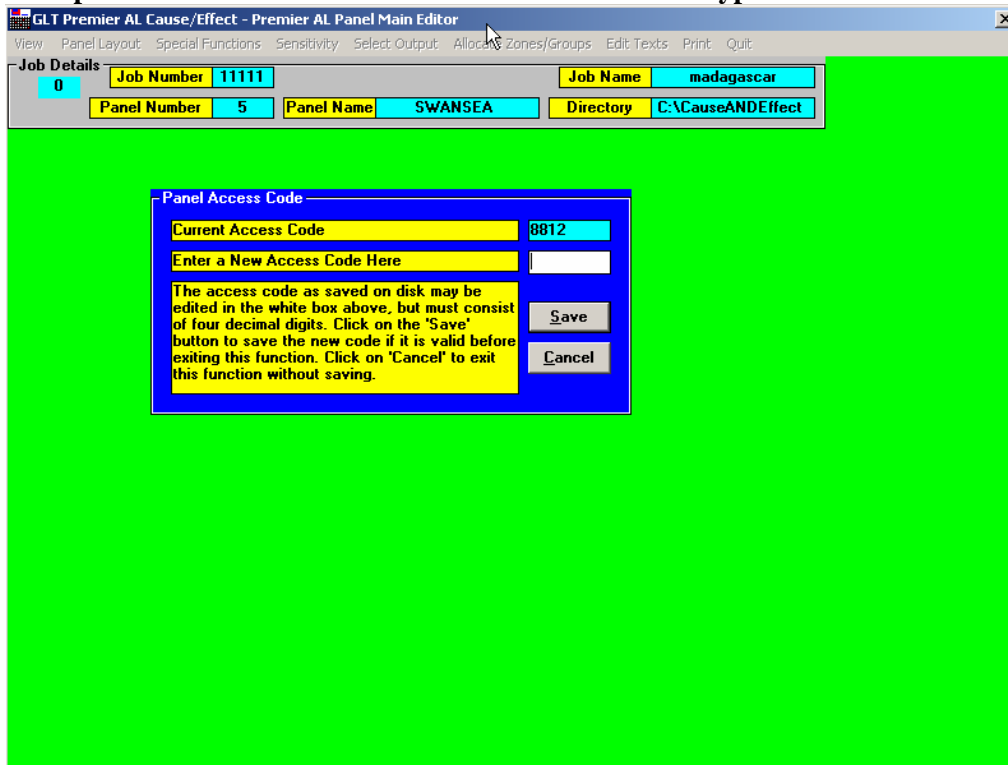 GLT Premier AL Cause/Effect - Premier AL Panel Main Editor
View Panel Layout Special Functions Sensitivity Select Output Allocate Zones/Groups Edit Texts Print Quit
Job Details
0 Job Number 11111 Job Name madagascar
Panel Number 5 Panel Name SWANSEA Directory C:\CauseANDEffect
Panel Access Code
Current Access Code 8812
Enter a New Access Code Here
The access code as saved on disk may be
edited in the white box above, but must consist
of four decimal digits. Click on the 'Save'
button to save the new code if it is valid before
exiting this function. Click on 'Cancel' to exit
this function without saving.
Save
Cancel